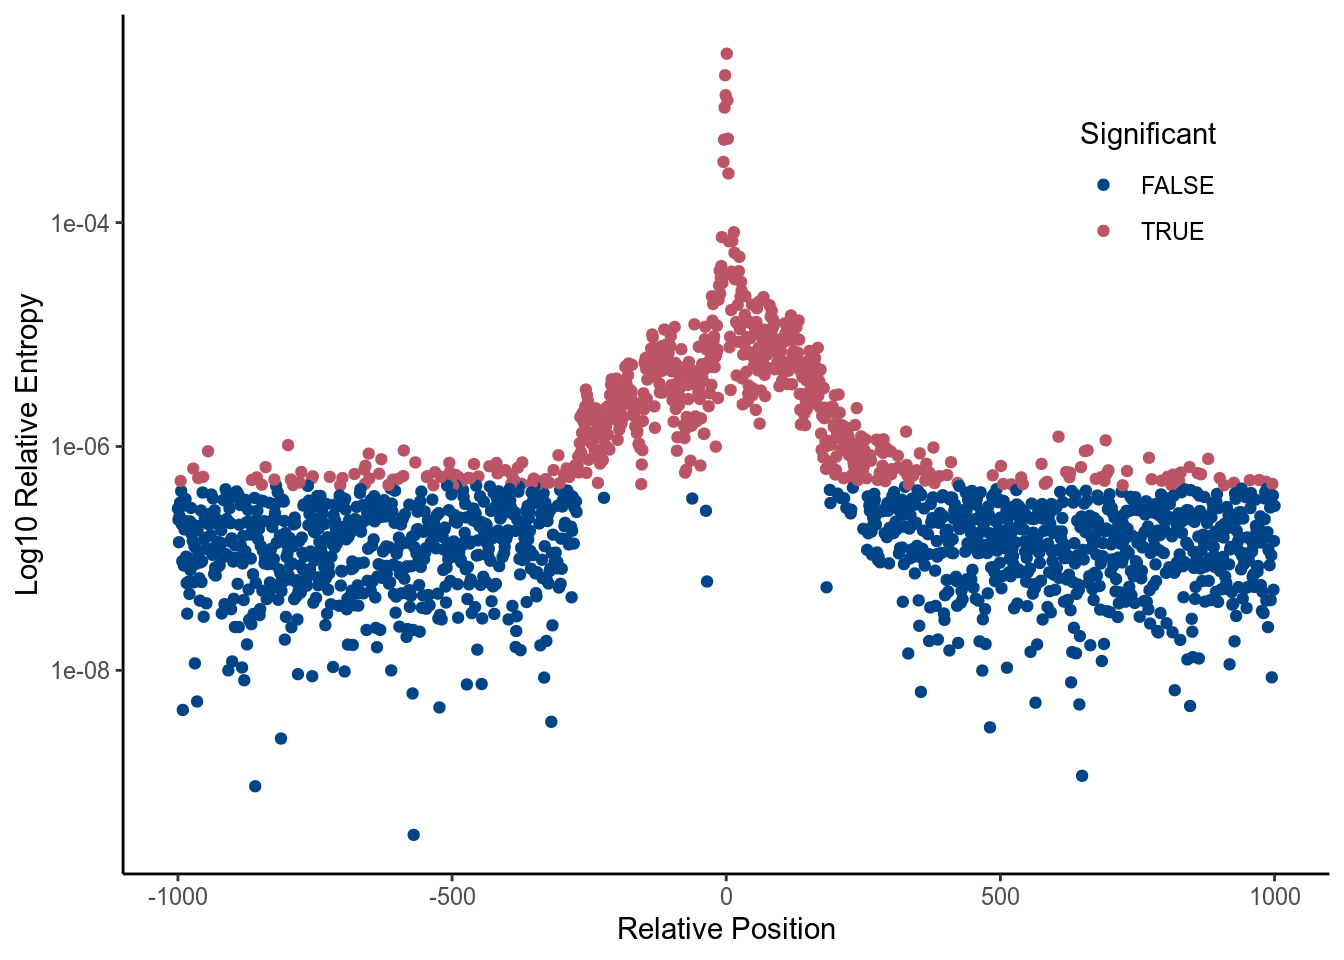 Significant
FALSE
TRUE
1e-04
1e-06
1e-08
Log10 Relative Entropy
-1000
-500
0
500
1000
Relative Position